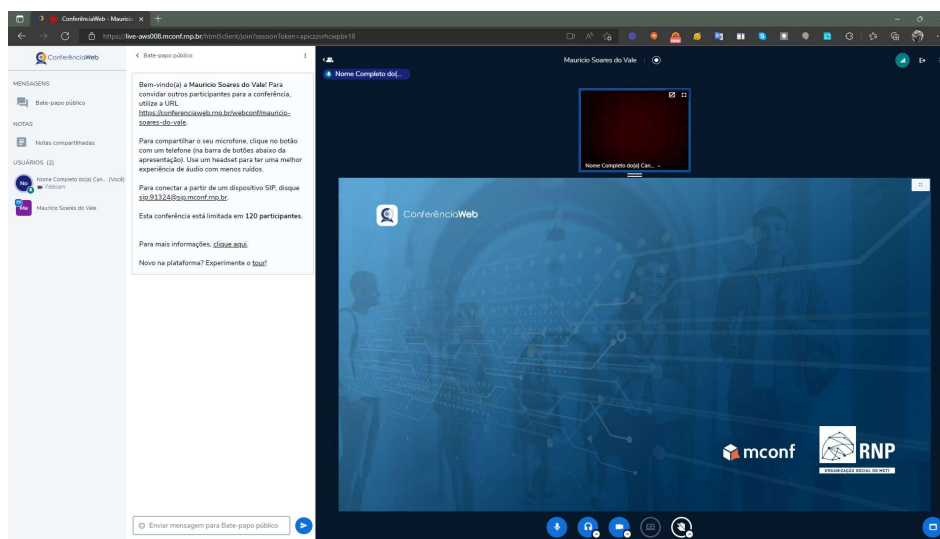 ConferênciaWeb - Mauricio
https://live-aws008.mconf.rnp.br/html5client/join?sessionToken=apiczzvrhcwpbv18
ConferênciaWeb
MENSAGENS
Bate-papo público
NOTAS
Notas compartilhadas
USUÁRIOS (2)
No
Nome Completo do(a) Can... (Você)
Webcam
Ma
Mauricio Soares do Vale
Bate-papo público
Bem-vindo(a) a Mauricio Soares do Vale! Para
convidar outros participantes para a conferência,
utilize a URL
https://conferenciaweb.rnp.br/webconf/mauricio-
soares-do-vale.
Para compartilhar o seu microfone, clique no botão
com um telefone (na barra de botões abaixo da
apresentação). Use um headset para ter uma melhor
experiência de áudio com menos ruídos.
Para conectar a partir de um dispositivo SIP, disque
sip:91324@sip.mconf.rnp.br.
Esta conferência está limitada em 120 participantes.
Para mais informações, clique aqui.
Novo na plataforma? Experimente o tour!
Enviar mensagem para Bate-papo público
Mauricio Soares do Vale
Nome Completo do(...
Nome Completo do(a) Can...
ConferênciaWeb
mconf
RNP
ORGANIZAÇÃO SOCIAL DO MCTI